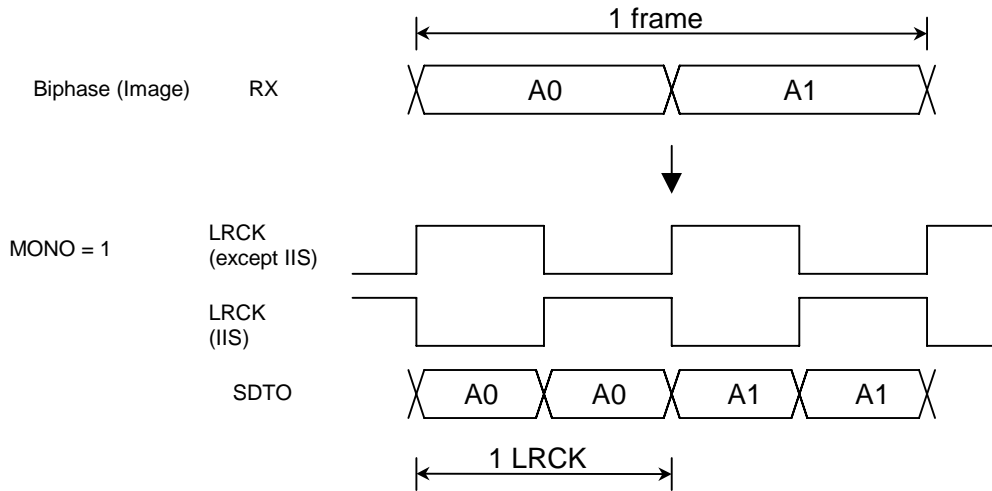 1 frame
Biphase (Image) RX A0 A1
MONO = 1
LRCK
(except IIS)
LRCK
(IIS)
SDTO A0 A0 A1 A1
1 LRCK